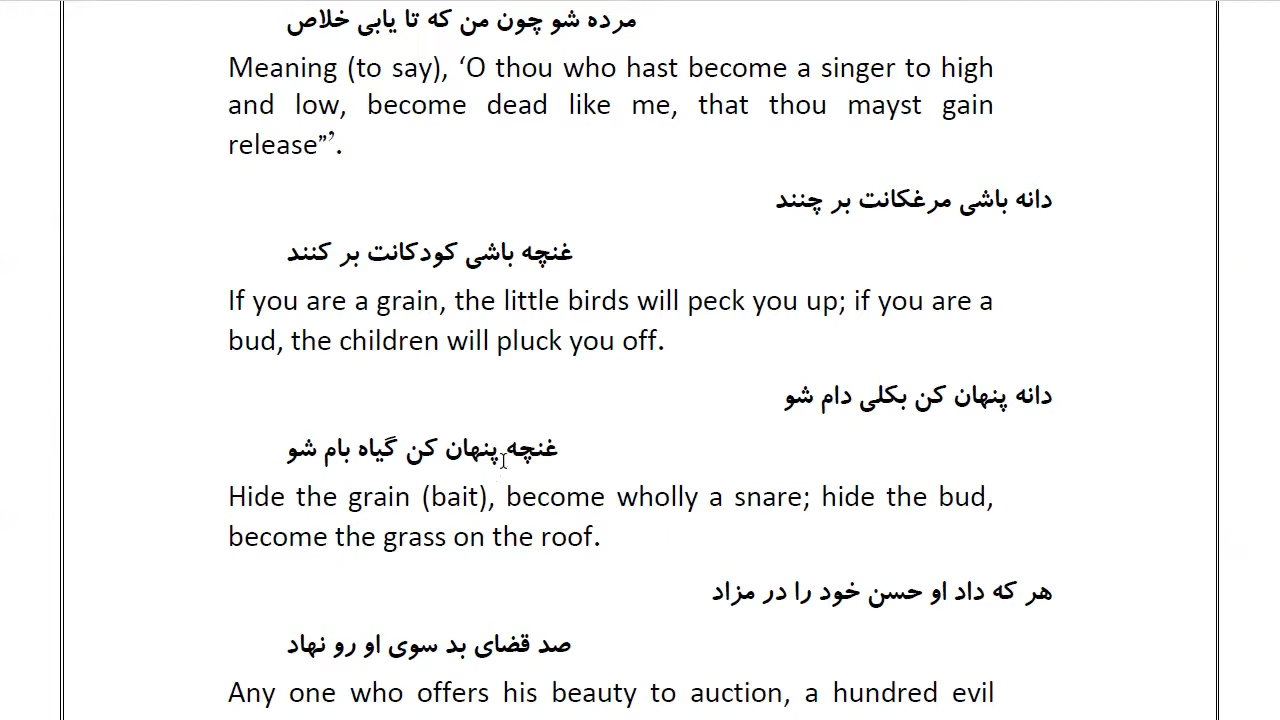 مرده شو چون من که تا یابی خلاص
Meaning (to say), ‘O thou who hast become a singer to high
and low, become dead like me, that thou mayst gain
release”’.
دانه باشی مرغکانت بر چنند
غنچه باشی کودکانت بر کنند
If you are a grain, the little birds will peck you up; if you are a
bud, the children will pluck you off.
دانه پنهان کن بکلی دام شو
غنچه پنهان کن گیاه بام شو
Hide the grain (bait), become wholly a snare; hide the bud,
become the grass on the roof.
هر که داد او حسن خود را در مزاد
صد قضای بد سوی او رو نهاد
Any one who offers his beauty to auction, a hundred evil